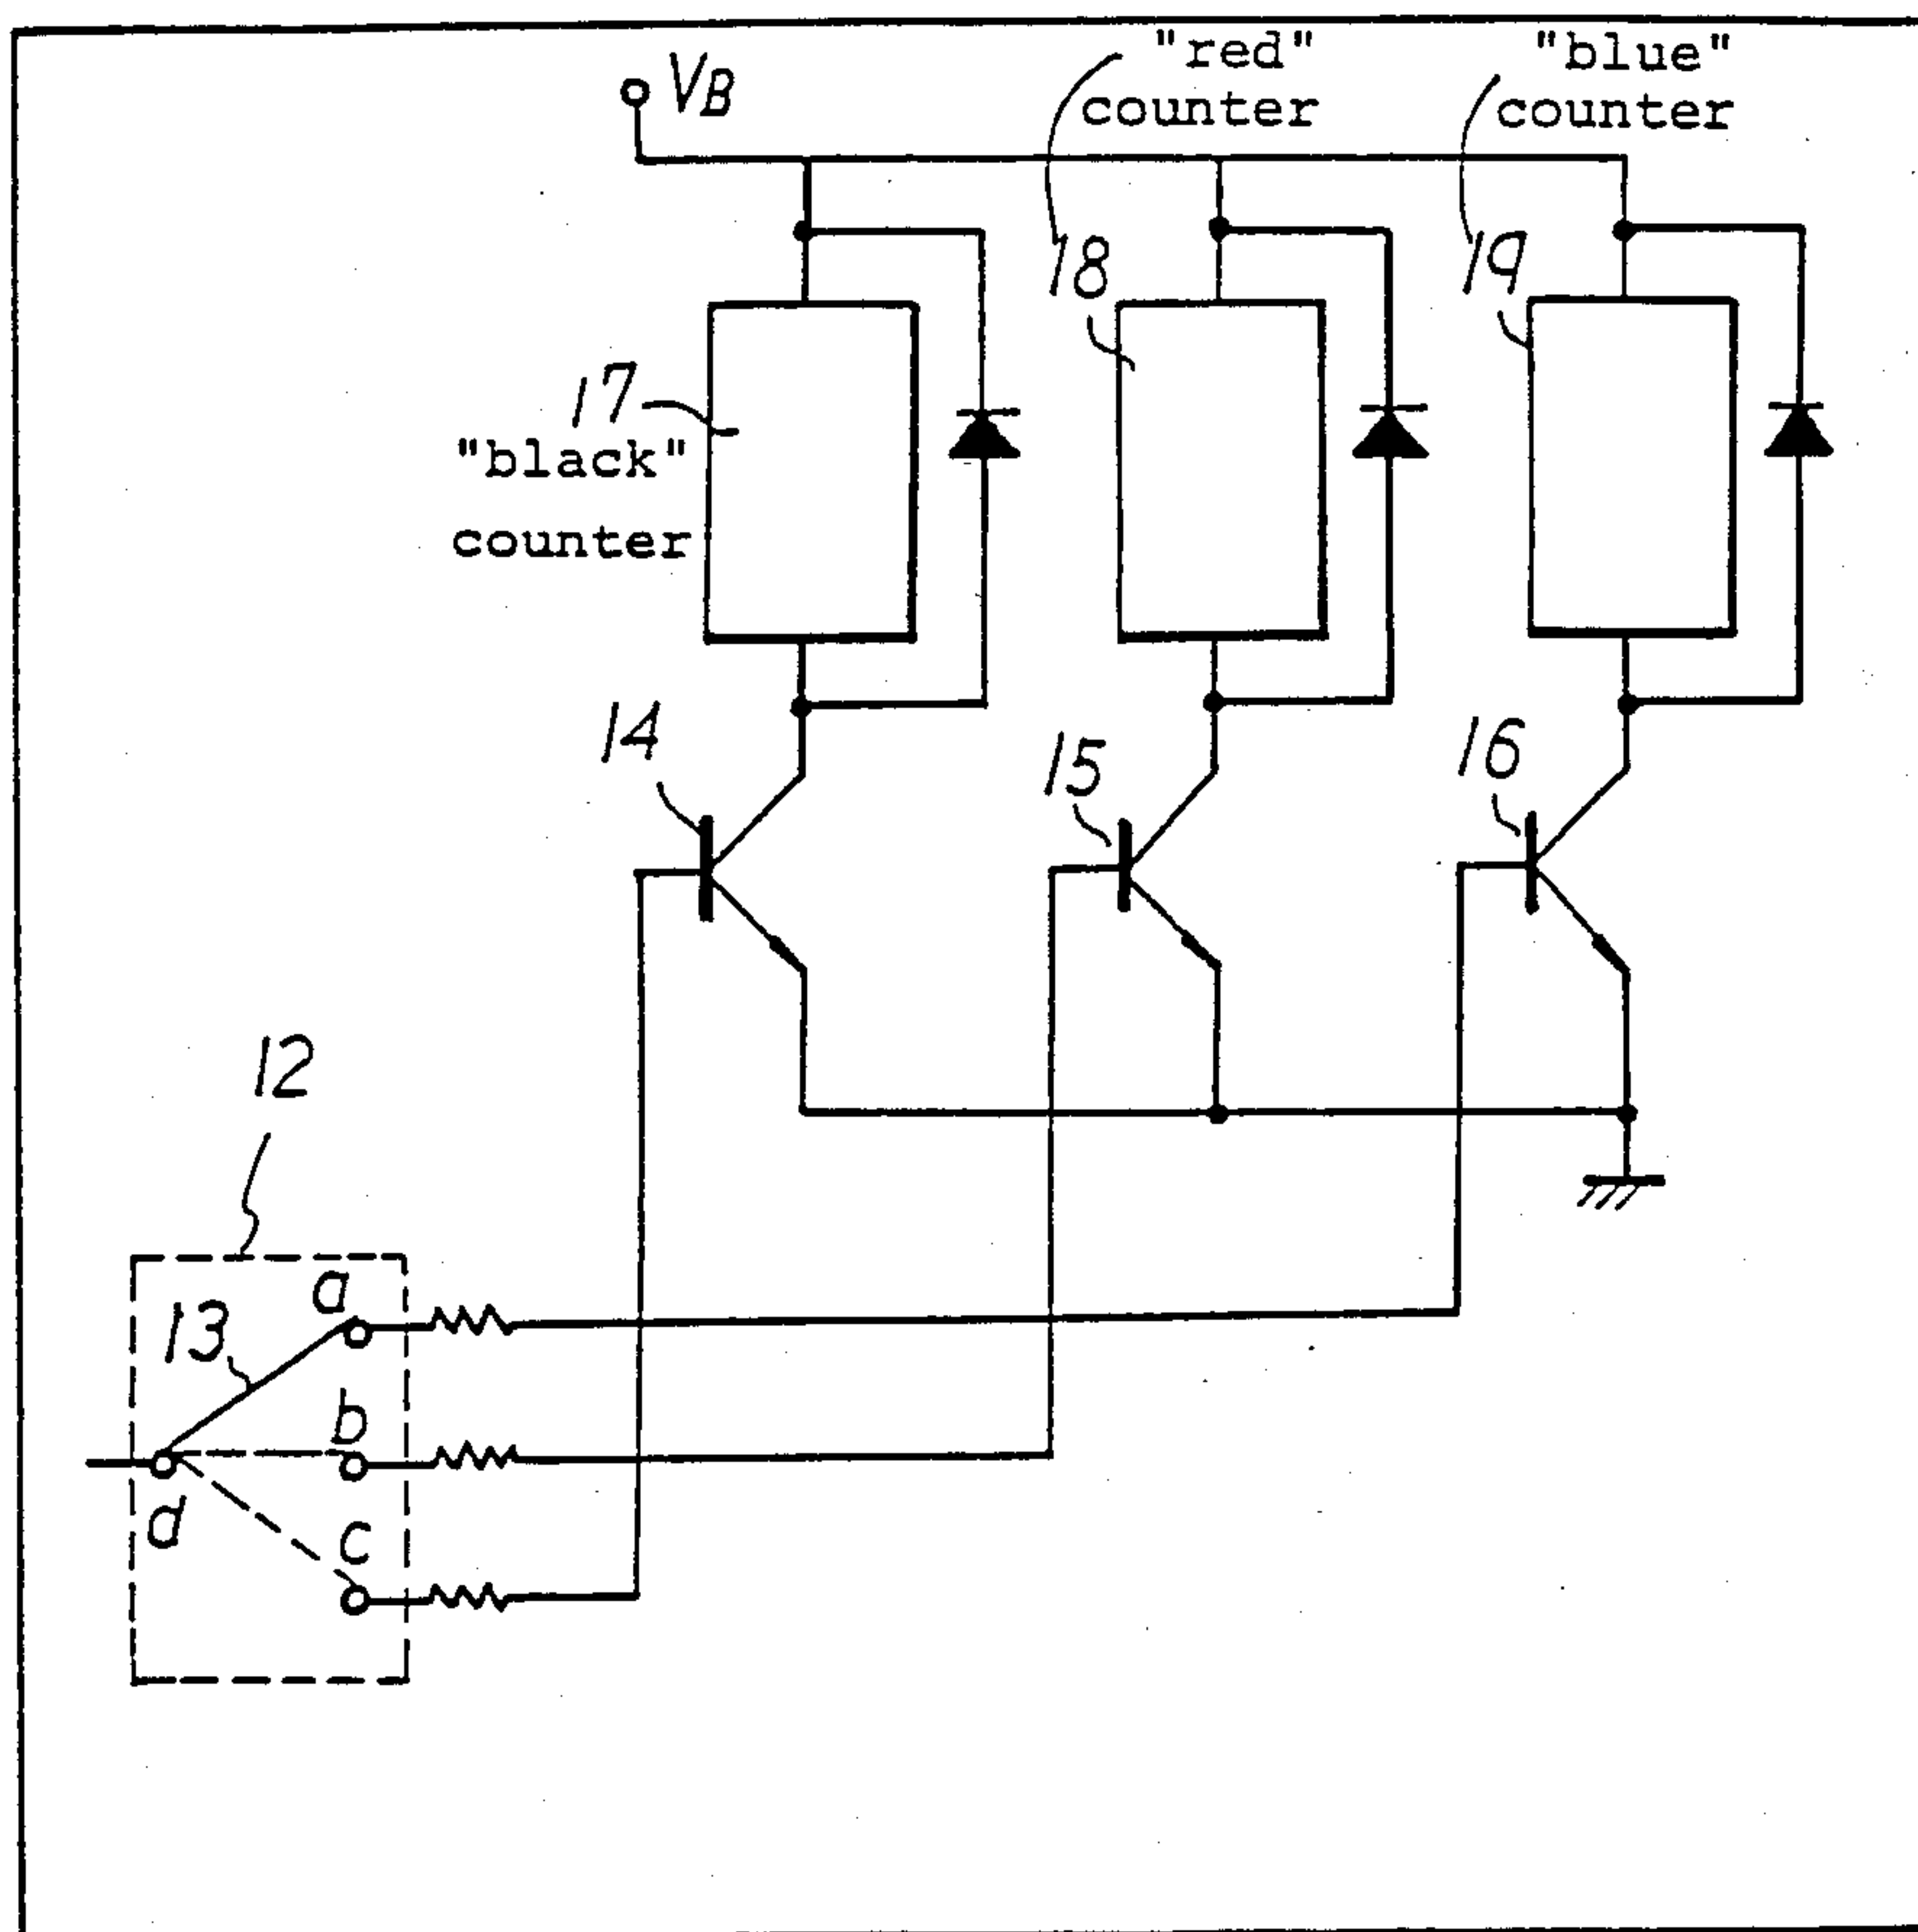 VB
"red"
counter
"blue"
counter
18
19
17
"black"
counter
14
15
16
12
13
a
b
c
d